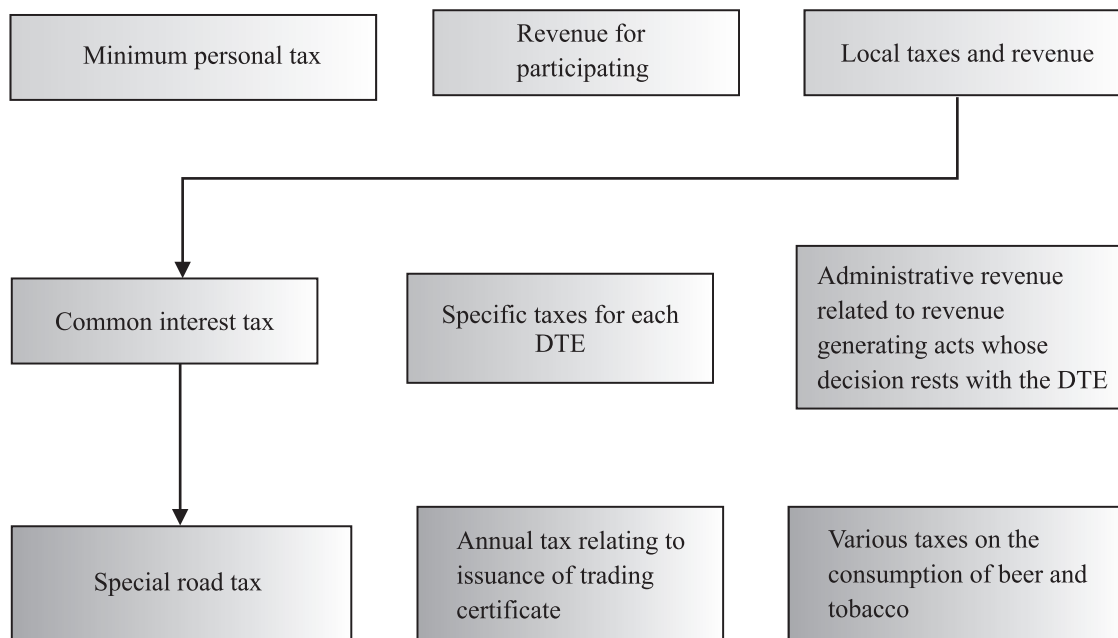 Minimum personal tax
Revenue for
participating
Local taxes and revenue
Common interest tax
Specific taxes for each
DTE
Administrative revenue
related to revenue
generating acts whose
decision rests with the DTE
Special road tax
Annual tax relating to
issuance of trading
certificate
Various taxes on the
consumption of beer and
tobacco